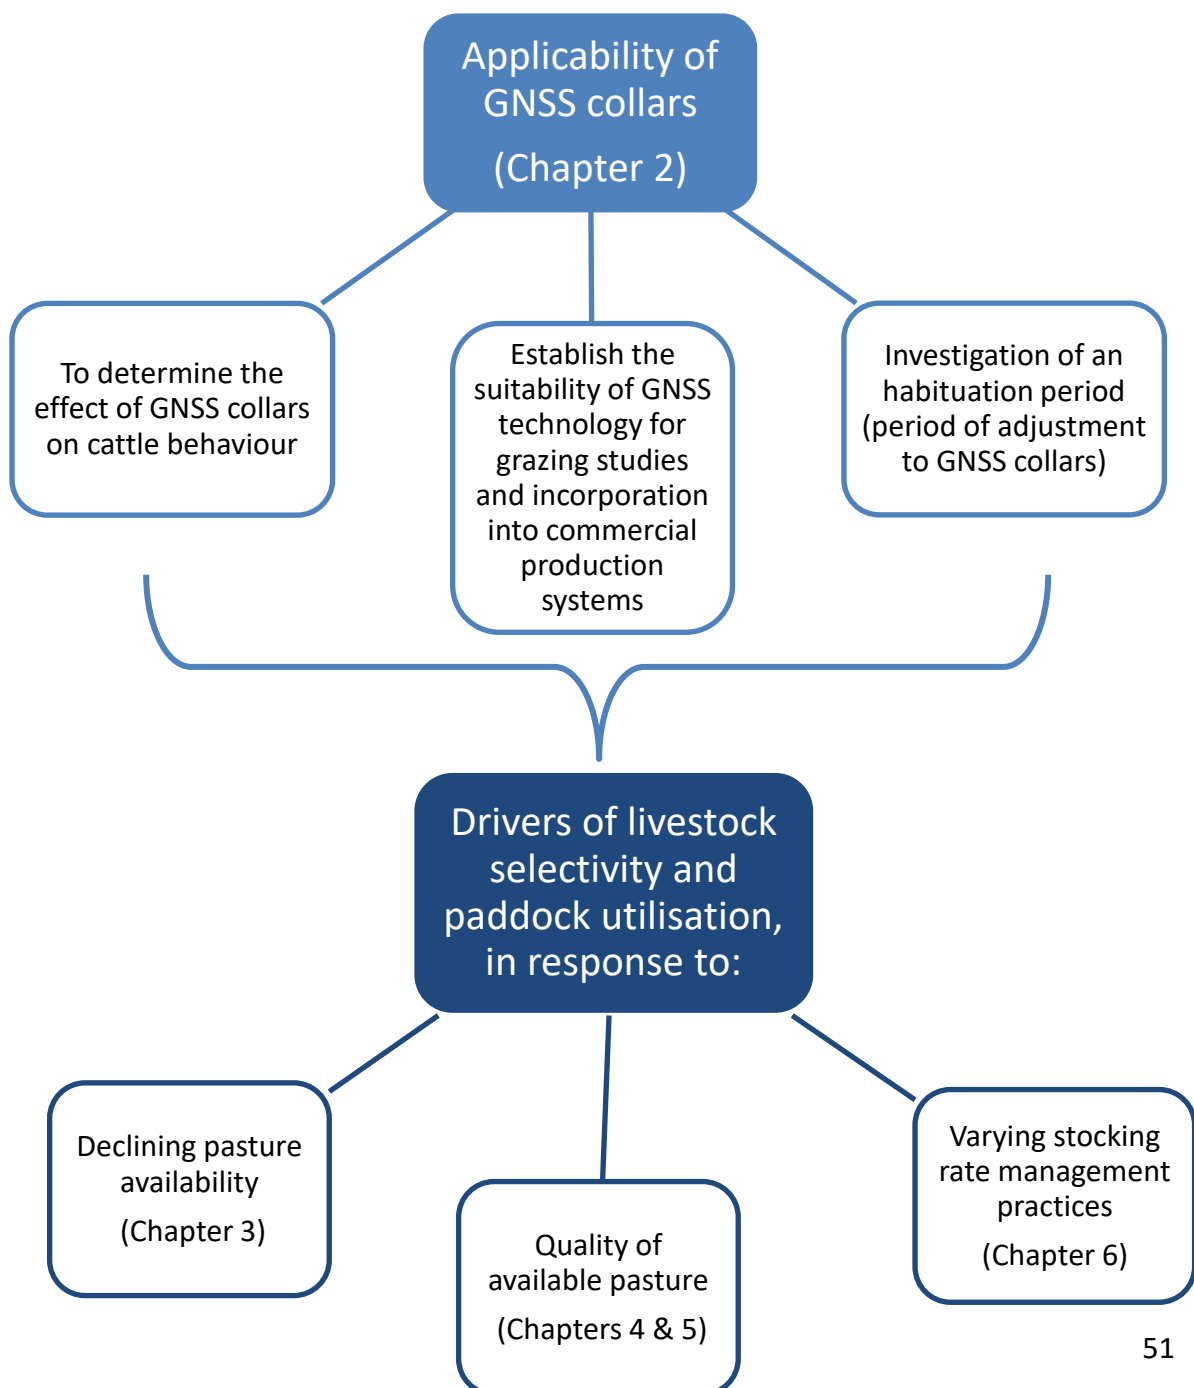 Applicability of
GNSS collars
(Chapter 2)
To determine the
effect of GNSS collars
on cattle behaviour
Establish the
suitability of GNSS
technology for
grazing studies
and incorporation
into commercial
production
systems
Investigation of an
habituation period
(period of adjustment
to GNSS collars)
Drivers of livestock
selectivity and
paddock utilisation,
in response to:
Declining pasture
availability
(Chapter 3)
Quality of
available pasture
(Chapters 4 & 5)
Varying stocking
rate management
practices
(Chapter 6)
51